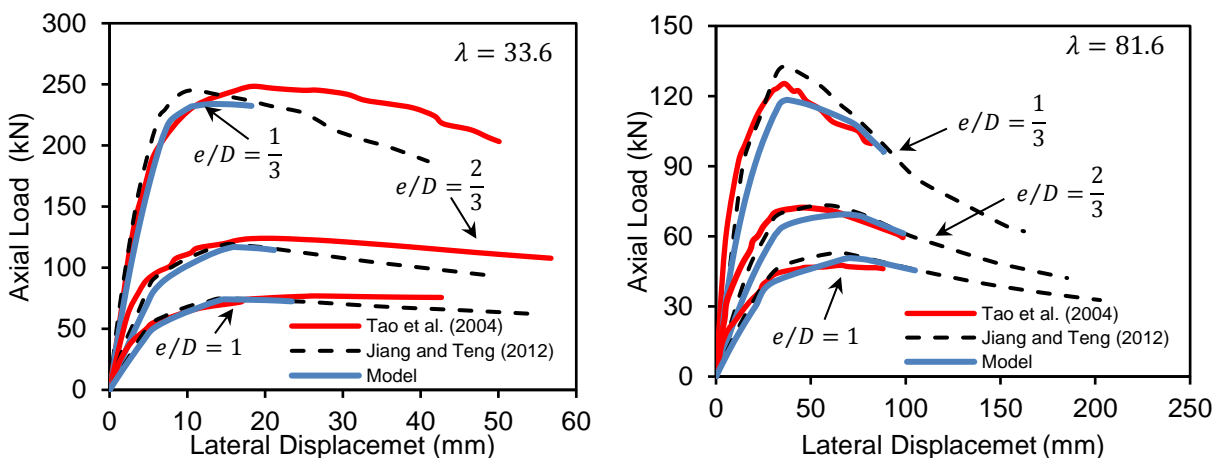 Axial Load (kN)
300
250
200
150
100
50
0
λ = 33.6
e/D = 1/3
e/D = 2/3
e/D = 1
Tao et al. (2004)
Jiang and Teng (2012)
Model
0 10 20 30 40 50 60
Lateral Displacemet (mm)
Axial Load (kN)
150
120
90
60
30
0
λ = 81.6
e/D = 1/3
e/D = 2/3
e/D = 1
Tao et al. (2004)
Jiang and Teng (2012)
Model
0 50 100 150 200 250
Lateral Displacemet (mm)